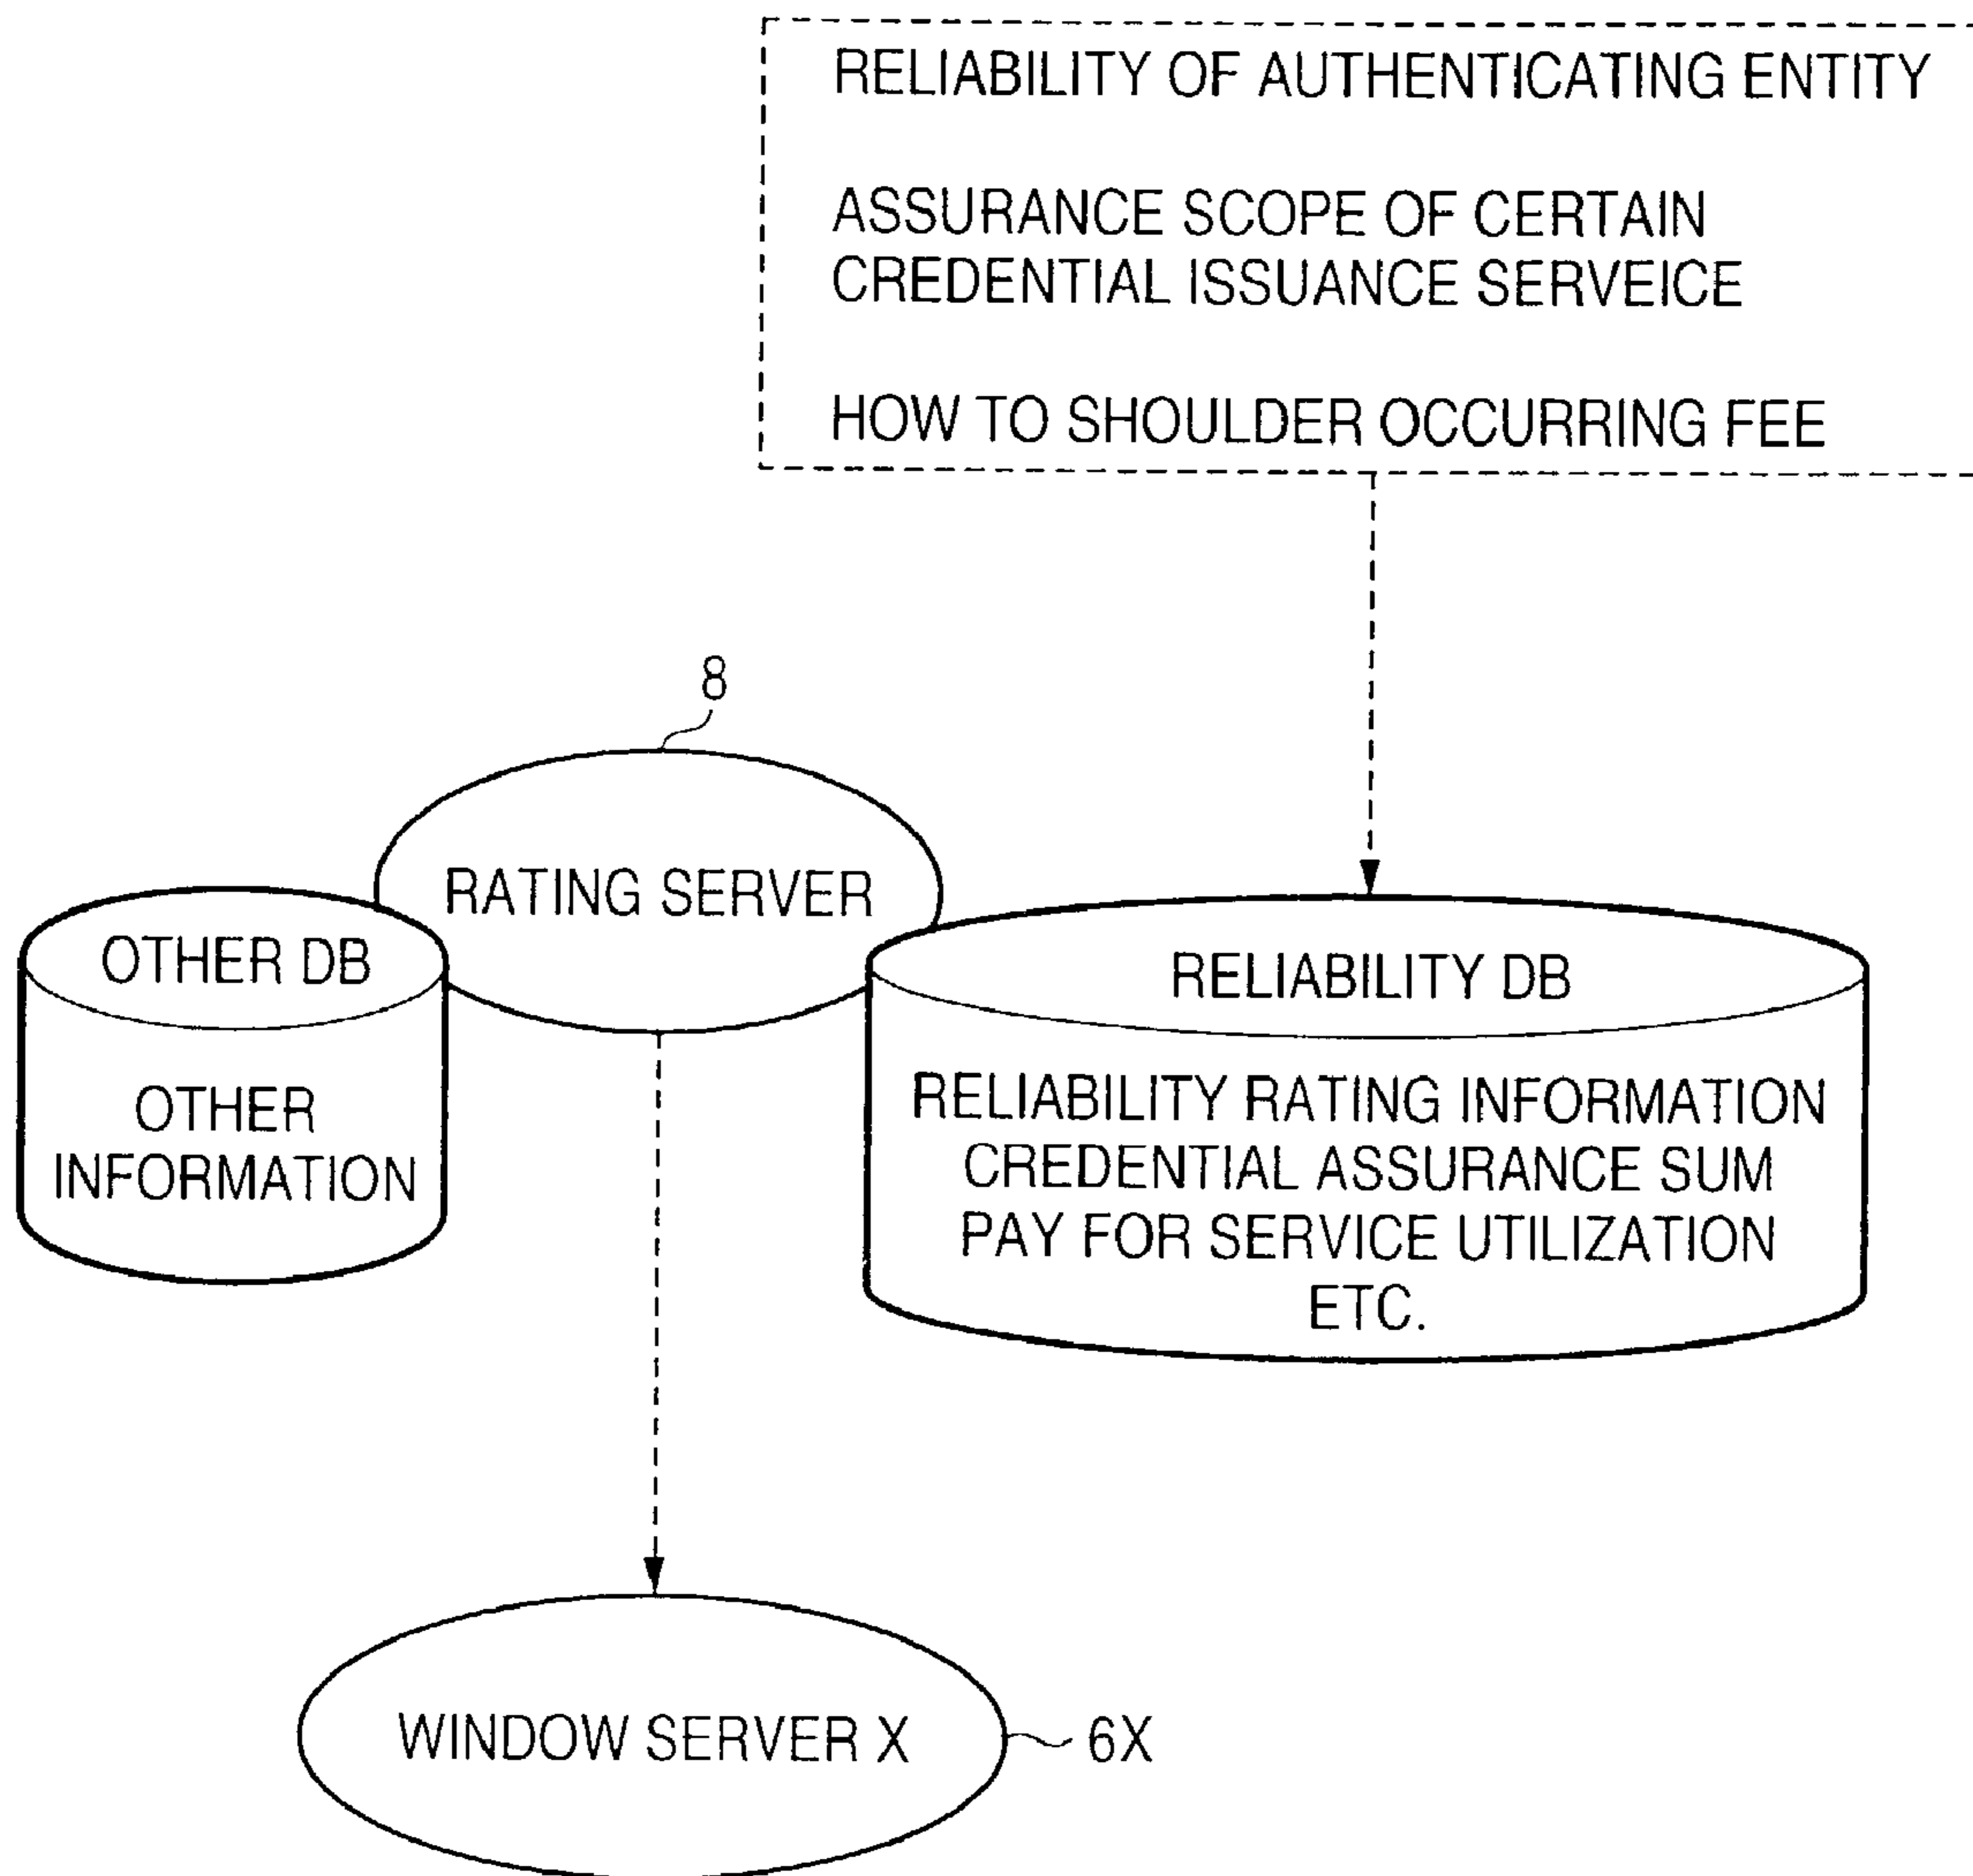 RELIABILITY OF AUTHENTICATING ENTITY
ASSURANCE SCOPE OF CERTAIN
CREDENTIAL ISSUANCE SERVEICE
HOW TO SHOULDER OCCURRING FEE
8
RATING SERVER
OTHER DB
OTHER
INFORMATION
RELIABILITY DB
RELIABILITY RATING INFORMATION
CREDENTIAL ASSURANCE SUM
PAY FOR SERVICE UTILIZATION
ETC.
WINDOW SERVER X
6X